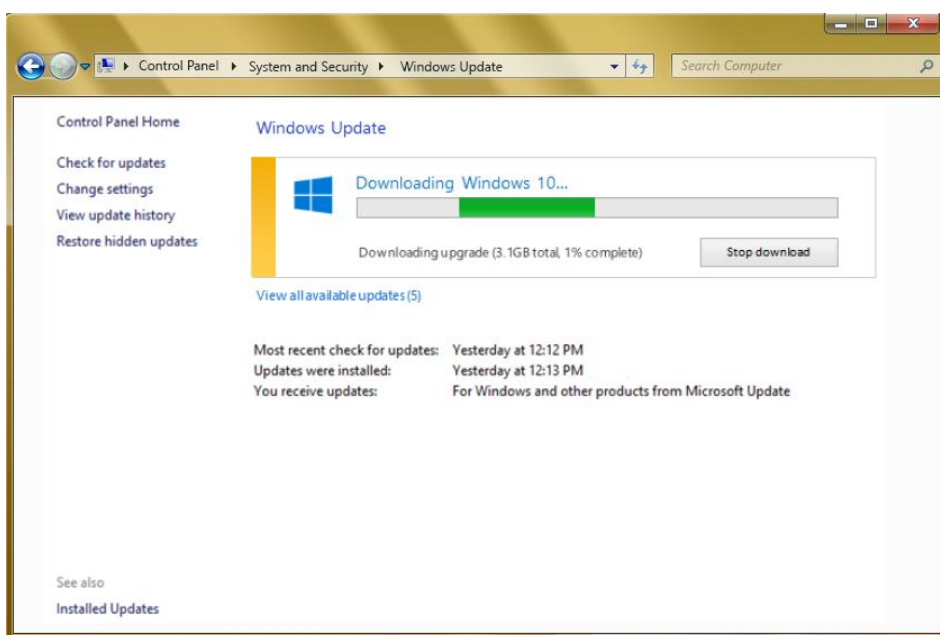 Control Panel System and Security Windows Update Search Computer
Control Panel Home
Check for updates
Change settings
View update history
Restore hidden updates
Windows Update
Downloading Windows 10...
Downloading upgrade (3.1GB total, 1% complete) Stop download
View all available updates (5)
Most recent check for updates: Yesterday at 12:12 PM
Updates were installed: Yesterday at 12:13 PM
You receive updates: For Windows and other products from Microsoft Update
See also
Installed Updates